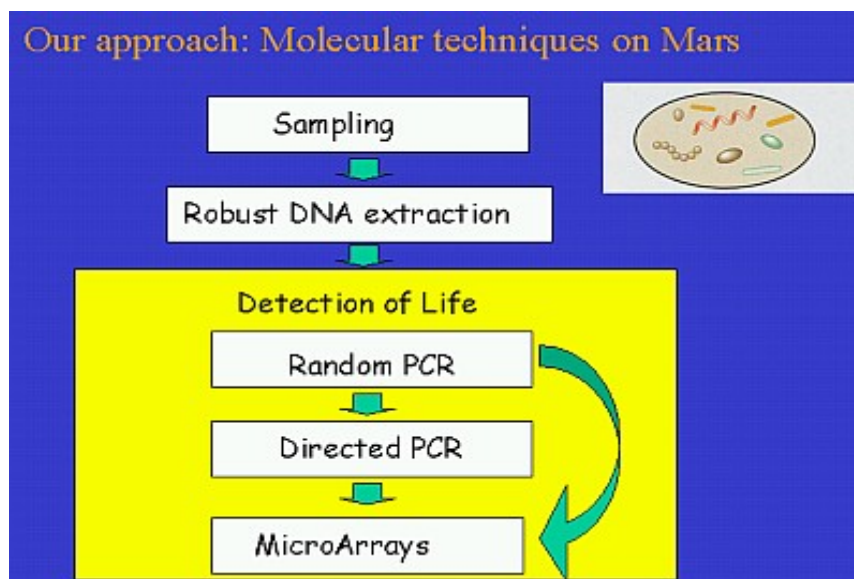 Our approach: Molecular techniques on Mars
Sampling
Robust DNA extraction
Detection of Life
Random PCR
Directed PCR
MicroArrays